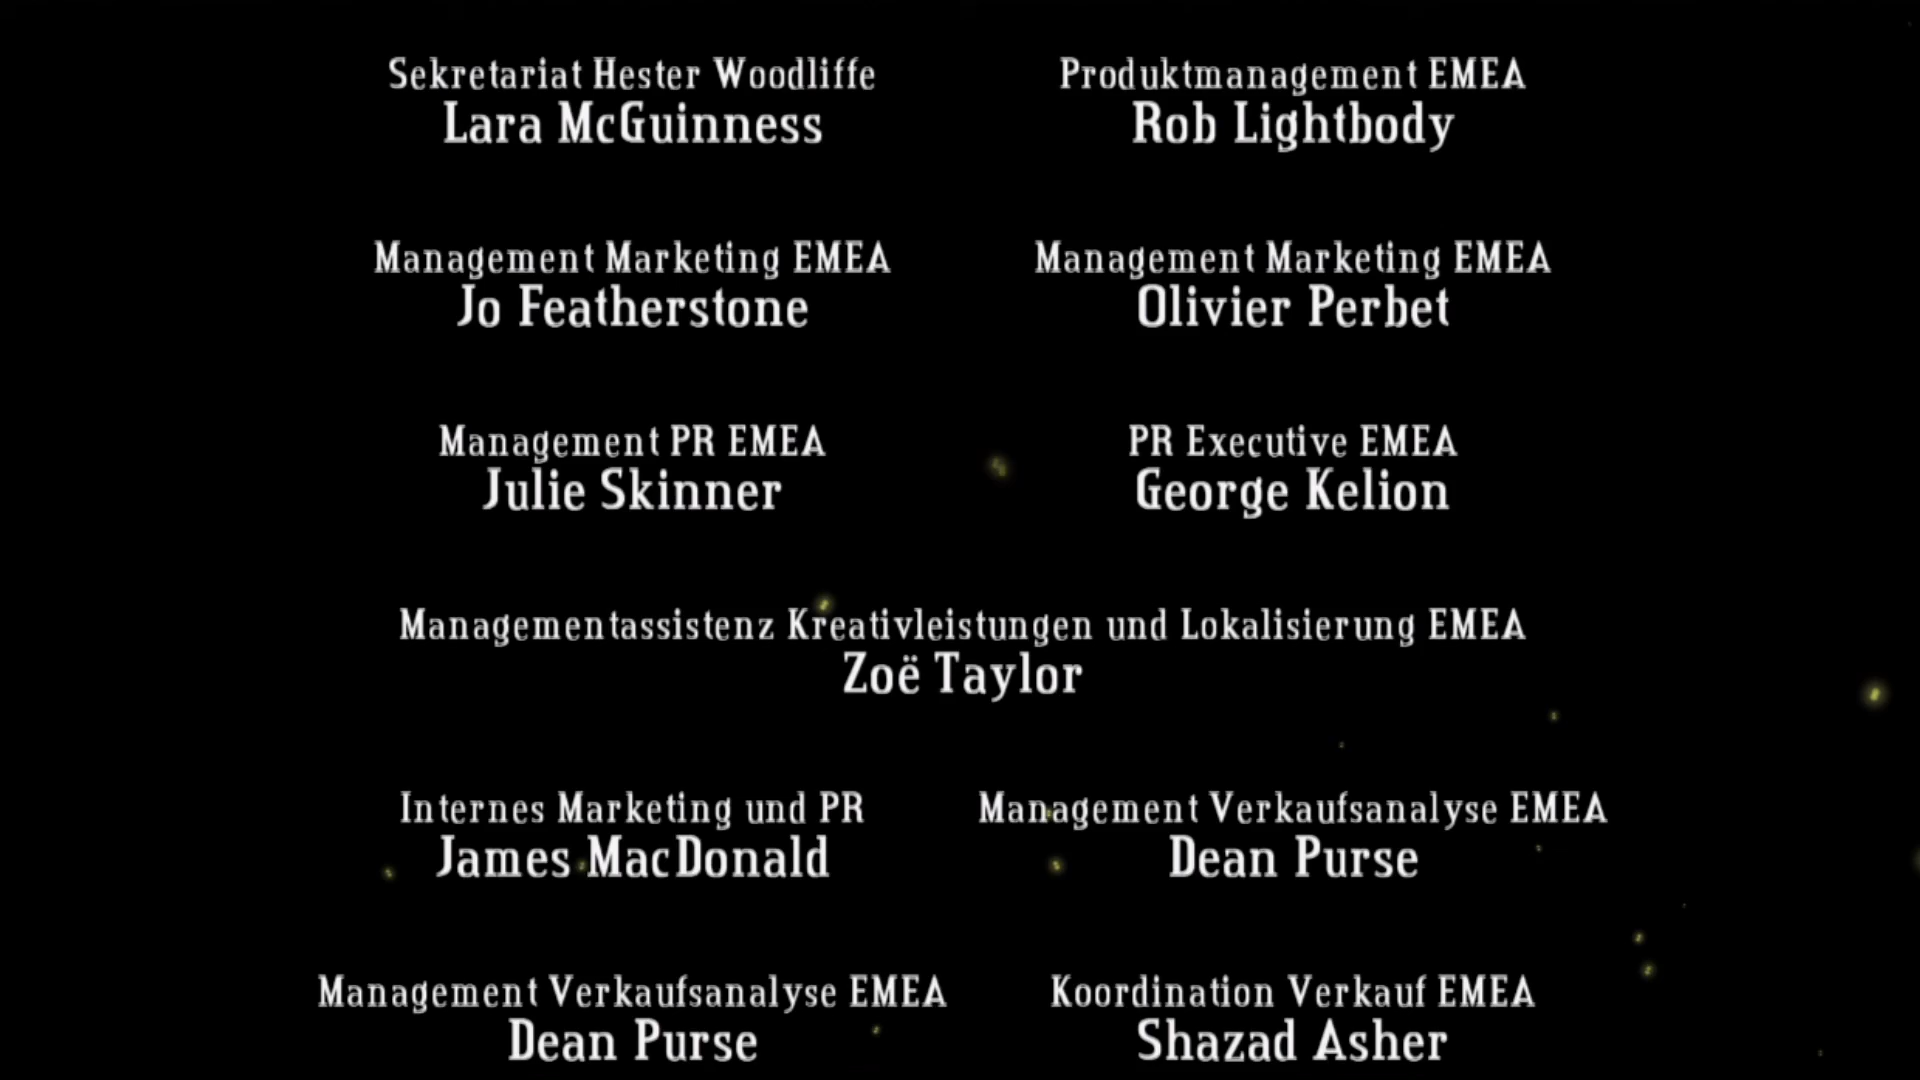 Sekretariat Hester Woodliffe
Lara McGuinness
Produktmanagement EMEA
Rob Lightbody
Management Marketing EMEA
Jo Featherstone
Management Marketing EMEA
Olivier Perbet
Management PR EMEA
Julie Skinner
PR Executive EMEA
George Kelion
Managementassistenz Kreativleistungen und Lokalisierung EMEA
Zoë Taylor
Internes Marketing und PR
James MacDonald
Management Verkaufsanalyse EMEA
Dean Purse
Management Verkaufsanalyse EMEA
Dean Purse
Koordination Verkauf EMEA
Shazad Asher